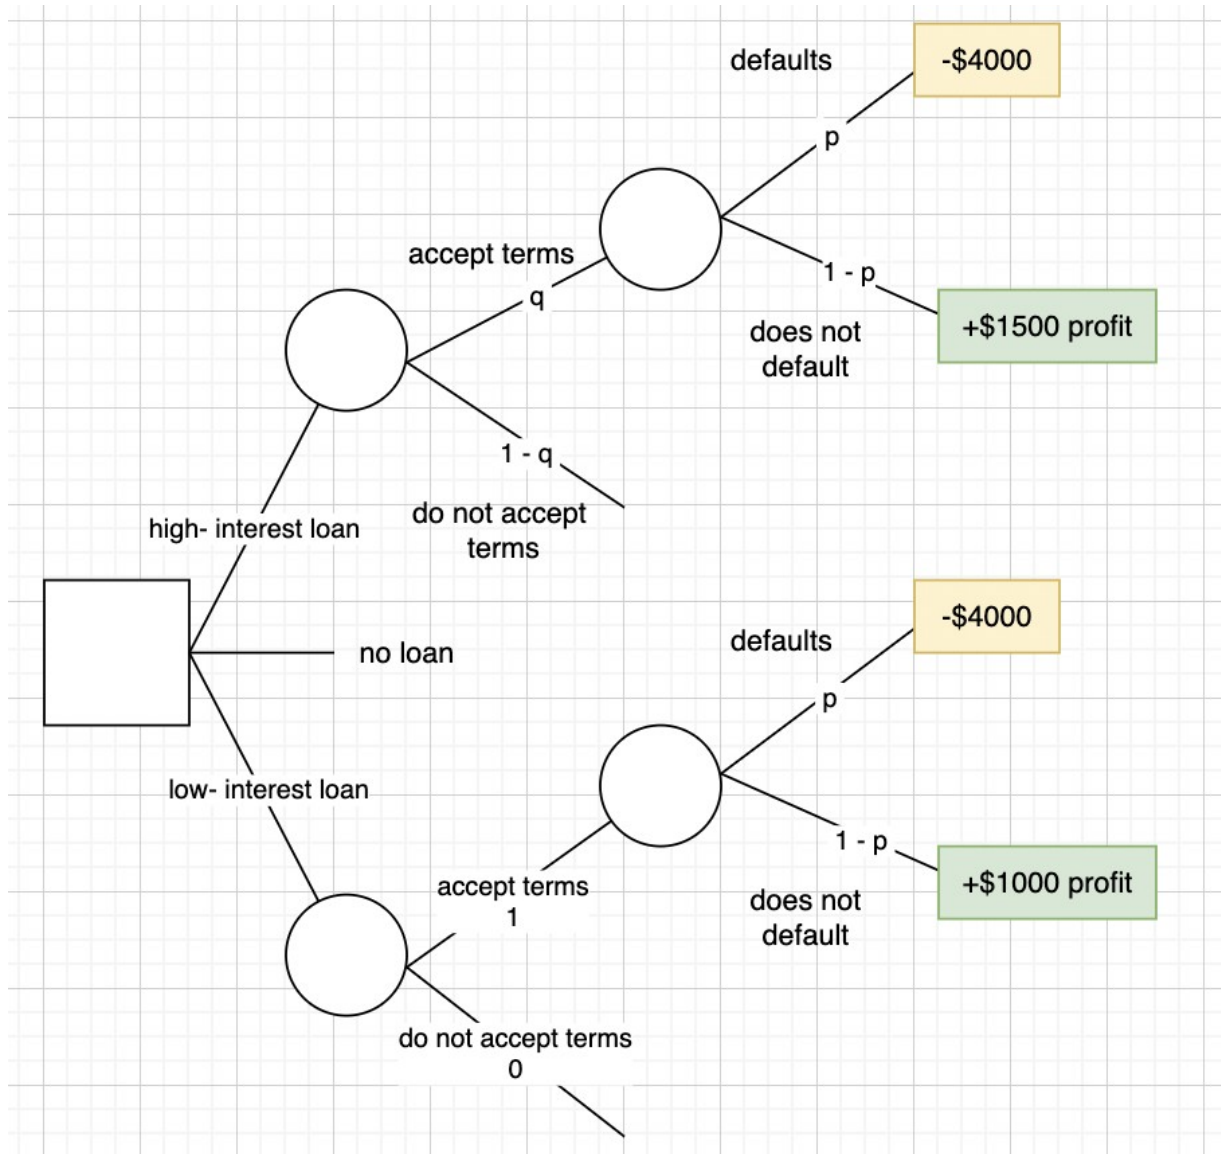 defaults
-$4000
p
accept terms
q
1 - p
+$1500 profit
does not
default
1 - q
do not accept
terms
high- interest loan
no loan
defaults
-$4000
p
low- interest loan
1 - p
+$1000 profit
accept terms
1
does not
default
do not accept terms
0